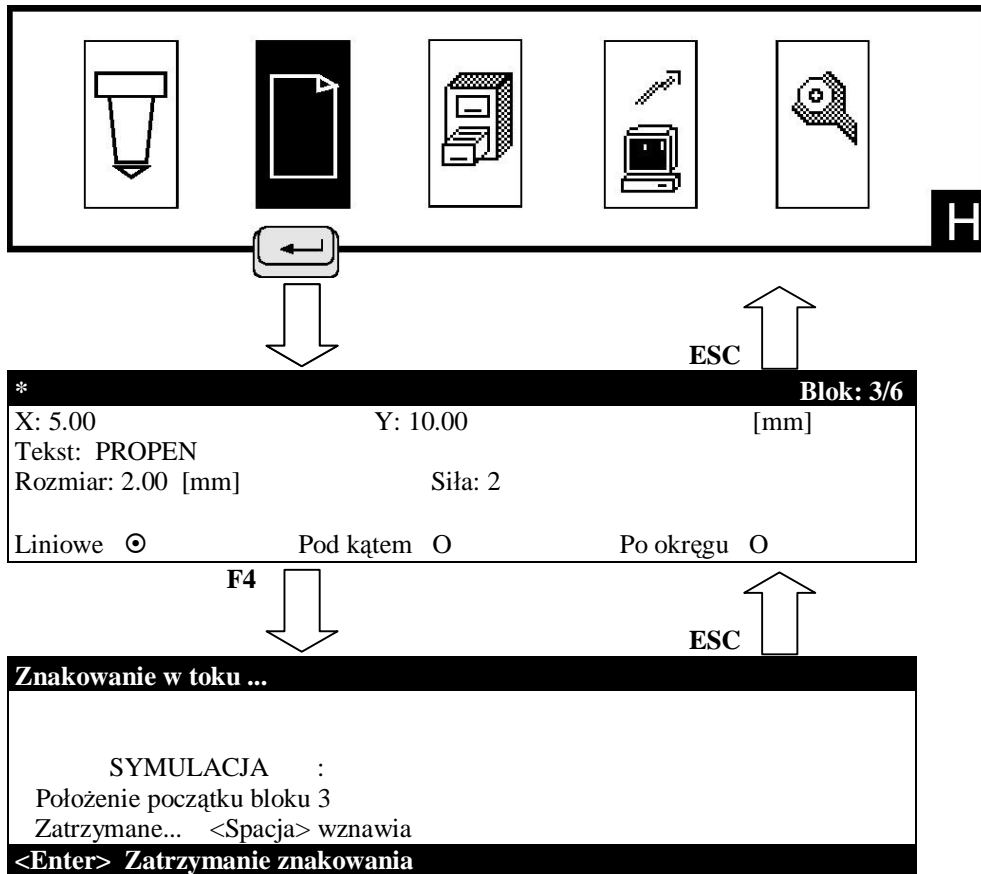 H
ESC
* Blok: 3/6
X: 5.00 Y: 10.00 [mm]
Tekst: PROPEN
Rozmiar: 2.00 [mm] Siła: 2
Liniowe ⊙ Pod kątem O Po okręgu O
F4
ESC
Znakowanie w toku ...
SYMULACJA :
Położenie początku bloku 3
Zatrzymane... <Spacja> wznawia
<Enter> Zatrzymanie znakowania